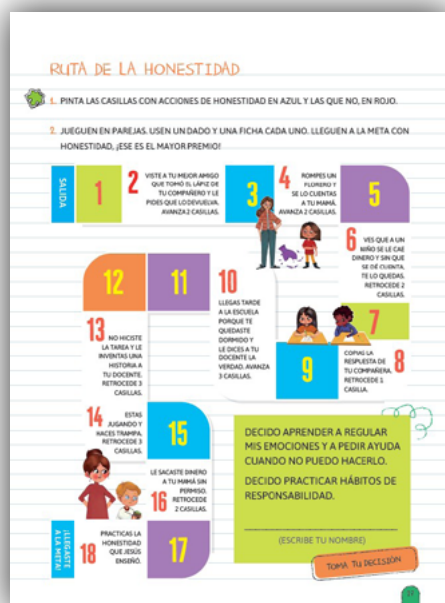 RUTA DE LA HONESTIDAD
1. PINTA LAS CASILLAS CON ACCIONES DE HONESTIDAD EN AZUL Y LAS QUE NO, EN ROJO.
2. JUEGUEN EN PAREJAS. USEN UN DADO Y UNA FICHA CADA UNO. LLEGUEN A LA META CON
HONESTIDAD, ¡ESE ES EL MAYOR PREMIO!
SALIDA
1
2
VISTE A TU MEJOR AMIGO
QUE TOMÓ EL LÁPIZ DE
TU COMPAÑERO Y LE
PIDES QUE LO DEVUELVA.
AVANZA 2 CASILLAS.
3
4
ROMPES UN
FLORERO Y
SE LO CUENTAS
A TU MAMÁ.
AVANZA 2 CASILLAS.
5
6
VES QUE A UN
NIÑO SE LE CAE
DINERO Y SIN QUE
SE DÉ CUENTA,
TE LO QUEDAS.
RETROCEDE 2
CASILLAS.
7
8
COPIAS LA
RESPUESTA DE
TU COMPAÑERA.
RETROCEDE 1
CASILLA.
9
10
LLEGAS TARDE
A LA ESCUELA
PORQUE TE
QUEDASTE
DORMIDO Y
LE DICES A TU
DOCENTE LA
VERDAD. AVANZA
3 CASILLAS.
11
12
13
NO HICISTE
LA TAREA Y LE
INVENTAS UNA
HISTORIA A
TU DOCENTE.
RETROCEDE 3
CASILLAS.
14
ESTÁS
JUGANDO Y
HACES TRAMPA.
RETROCEDE 3
CASILLAS.
15
LE SACASTE DINERO
A TU MAMÁ SIN
PERMISO.
RETROCEDE
2 CASILLAS.
16
17
18
PRACTICAS LA
HONESTIDAD
QUE JESÚS
ENSEÑÓ.
¡LLEGASTE
A LA META!
DECIDO APRENDER A REGULAR
MIS EMOCIONES Y A PEDIR AYUDA
CUANDO NO PUEDO HACERLO.
DECIDO PRACTICAR HÁBITOS DE
RESPONSABILIDAD.
(ESCRIBE TU NOMBRE)
TOMA TU DECISIÓN